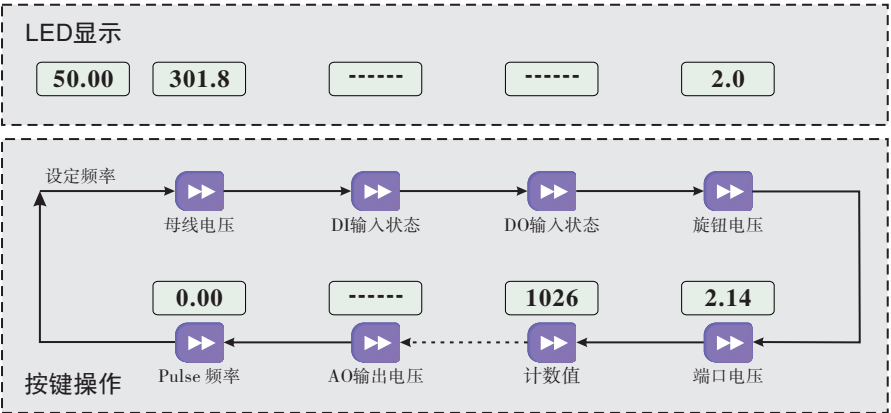 LED显示
50.00 301.8 ------ ------ 2.0
设定频率
母线电压 DI输入状态 DO输入状态 旋钮电压
0.00 ------ 1026 2.14
Pulse 频率 AO输出电压 计数值 端口电压
按键操作